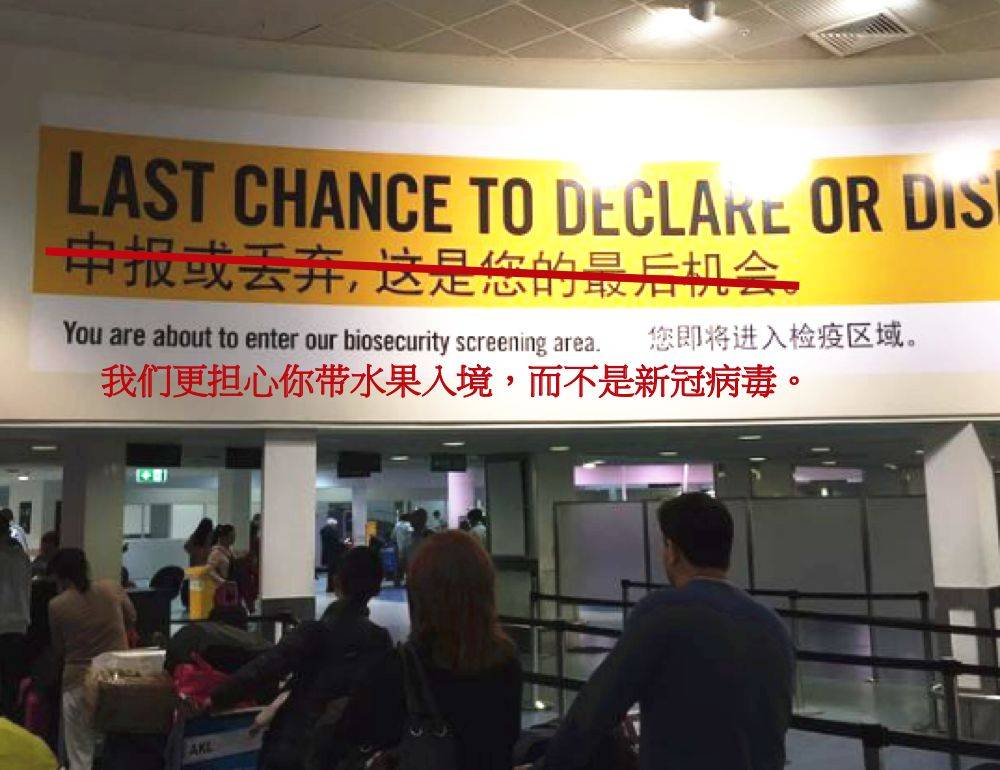 LAST CHANCE TO DECLARE OR DIS
申报或丢弃, 这是您的最后机会。
You are about to enter our biosecurity screening area. 您即将进入检疫区域。
我们更担心你带水果入境，而不是新冠病毒。
AKL